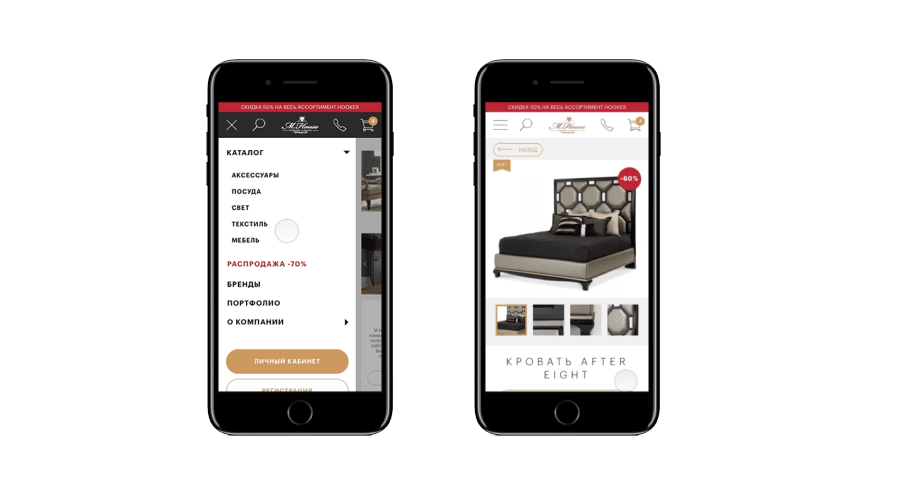 СКИДКА 50% НА ВЕСЬ АССОРТИМЕНТ HOOKER
M.House
КАТАЛОГ
АКСЕССУАРЫ
ПОСУДА
СВЕТ
ТЕКСТИЛЬ
МЕБЕЛЬ
РАСПРОДАЖА -70%
БРЕНДЫ
ПОРТФОЛИО
О КОМПАНИИ
ЛИЧНЫЙ КАБИНЕТ
РЕГИСТРАЦИЯ
СКИДКА 50% НА ВЕСЬ АССОРТИМЕНТ HOOKER
M.House
НАЗАД
ХИТ
-60%
КРОВАТЬ AFTER
EIGHT